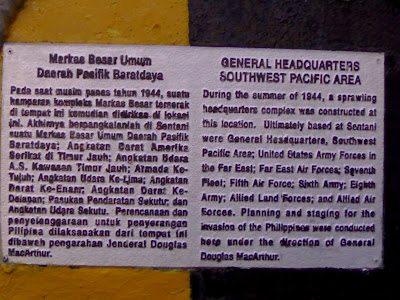 Markas Besar Umum
Daerah Pasifik Baratdaya
Pada saat musim panas tahun 1944, suatu
hamparan kompleks Markas Besar terserak
di tempat ini kemudian didirikan di lokasi
ini. Akhirnya berpangkalanlah di Sentani
suatu Markas Besar Umum Daerah Pasifik
Baratdaya; Angkatan Darat Amerika
Serikat di Timur Jauh; Angkatan Udara
A.S. Kawasan Timur Jauh; Armada Ke-
Tujuh; Angkatan Udara Ke-Lima; Angkatan
Darat Ke-Enam; Angkatan Darat Ke-
Delapan; Pasukan Pendaratan Sekutu; dan
Angkatan Udara Sekutu. Perencanaan dan
penyelenggaraan untuk penyerangan
Pilipina dilaksanakan dari tempat ini
dibawah pengarahan Jenderal Douglas
MacArthur.
GENERAL HEADQUARTERS
SOUTHWEST PACIFIC AREA
During the summer of 1944, a sprawling
headquarters complex was constructed at
this location. Ultimately based at Sentani
were General Headquarters, Southwest
Pacific Area; United States Army Forces in
the Far East; Far East Air Forces; Seventh
Fleet; Fifth Air Force; Sixth Army; Eighth
Army; Allied Land Forces; and Allied Air
Forces. Planning and staging for the
invasion of the Philippines were conducted
here under the direction of General
Douglas MacArthur.